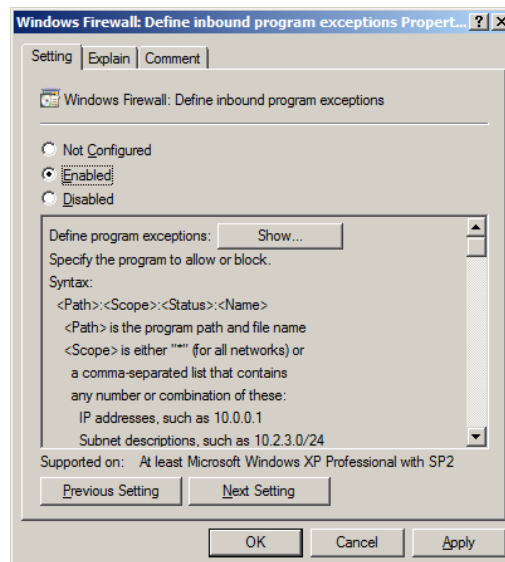 Windows Firewall: Define inbound program exceptions Propert... ? X
Setting Explain Comment
Windows Firewall: Define inbound program exceptions
Not Configured
Enabled
Disabled
Define program exceptions: Show...
Specify the program to allow or block.
Syntax:
<Path>:<Scope>:<Status>:<Name>
<Path> is the program path and file name
<Scope> is either "*" (for all networks) or
a comma-separated list that contains
any number or combination of these:
IP addresses, such as 10.0.0.1
Subnet descriptions, such as 10.2.3.0/24
Supported on: At least Microsoft Windows XP Professional with SP2
Previous Setting Next Setting
OK Cancel Apply